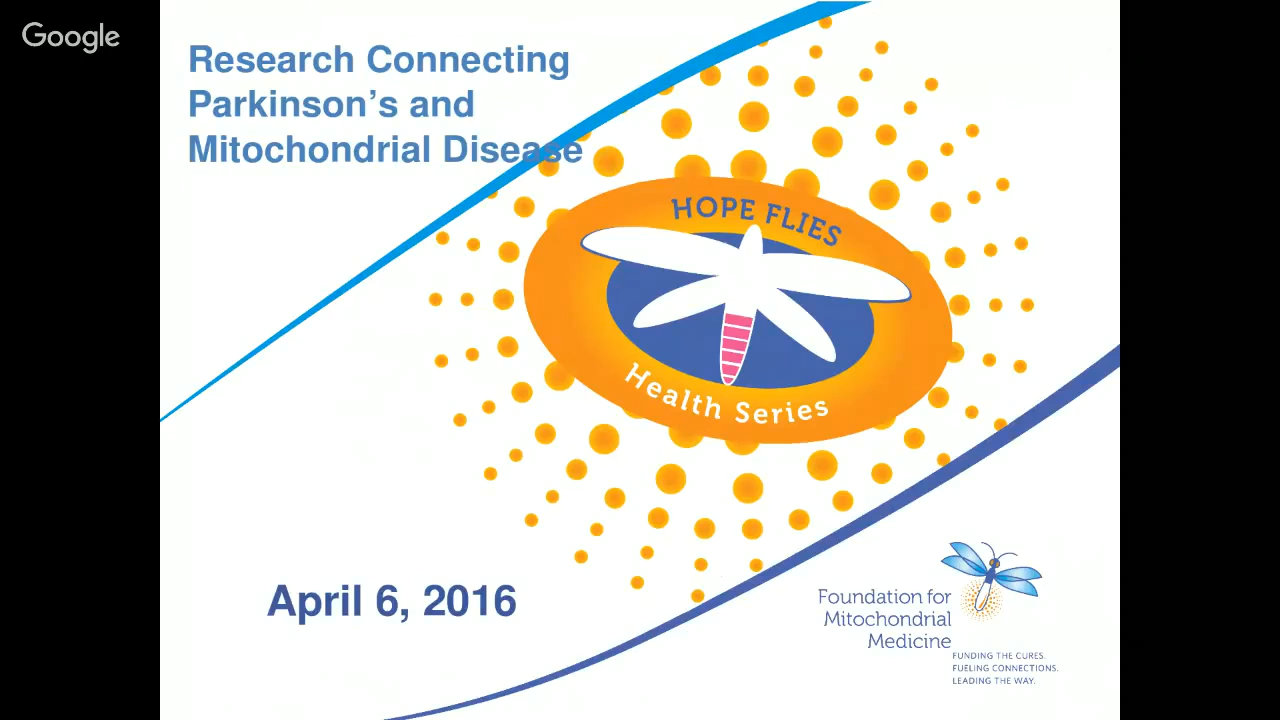 Google
Research Connecting
Parkinson’s and
Mitochondrial Disease
HOPE FLIES
Health Series
April 6, 2016
Foundation for
Mitochondrial
Medicine
FUNDING THE CURES.
FUELING CONNECTIONS.
LEADING THE WAY.